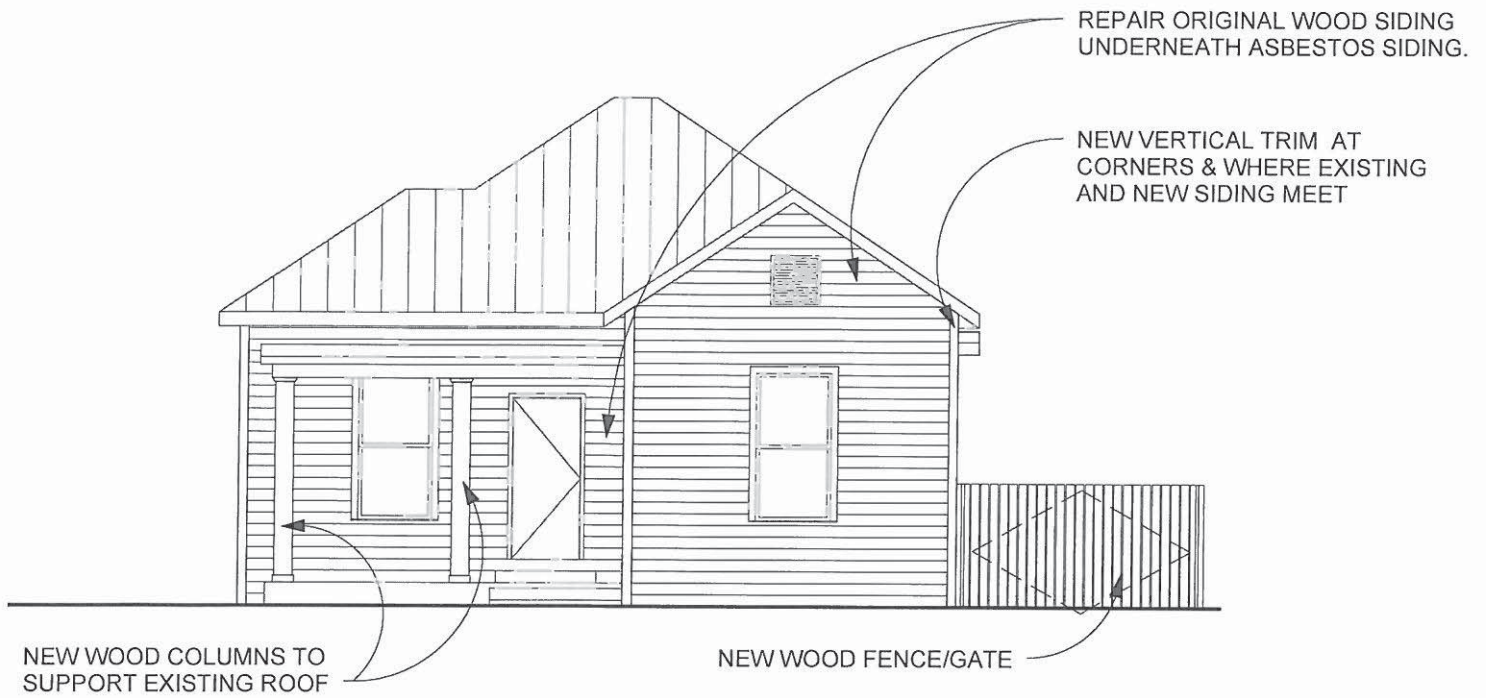 REPAIR ORIGINAL WOOD SIDING
UNDERNEATH ASBESTOS SIDING.
NEW VERTICAL TRIM AT
CORNERS & WHERE EXISTING
AND NEW SIDING MEET
NEW WOOD COLUMNS TO
SUPPORT EXISTING ROOF
NEW WOOD FENCE/GATE